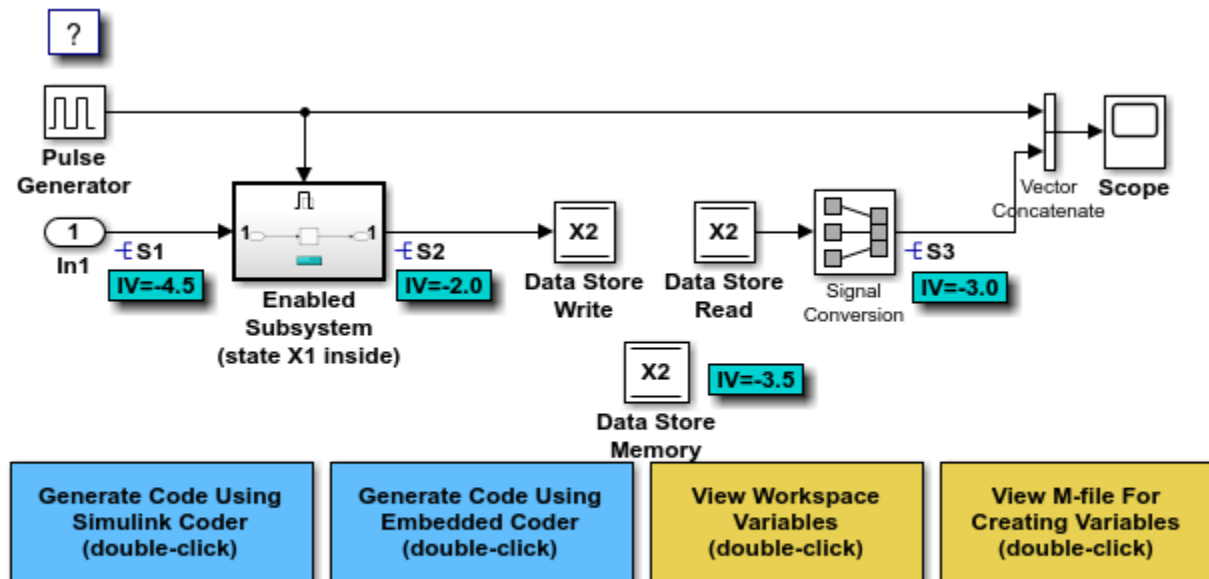 ?
Pulse
Generator
1
In1
S1
IV=-4.5
1
1
Enabled
Subsystem
(state X1 inside)
S2
IV=-2.0
X2
Data Store
Write
X2
Data Store
Read
Signal
Conversion
S3
IV=-3.0
Vector
Concatenate
Scope
X2
IV=-3.5
Data Store
Memory
Generate Code Using
Simulink Coder
(double-click)
Generate Code Using
Embedded Coder
(double-click)
View Workspace
Variables
(double-click)
View M-file For
Creating Variables
(double-click)